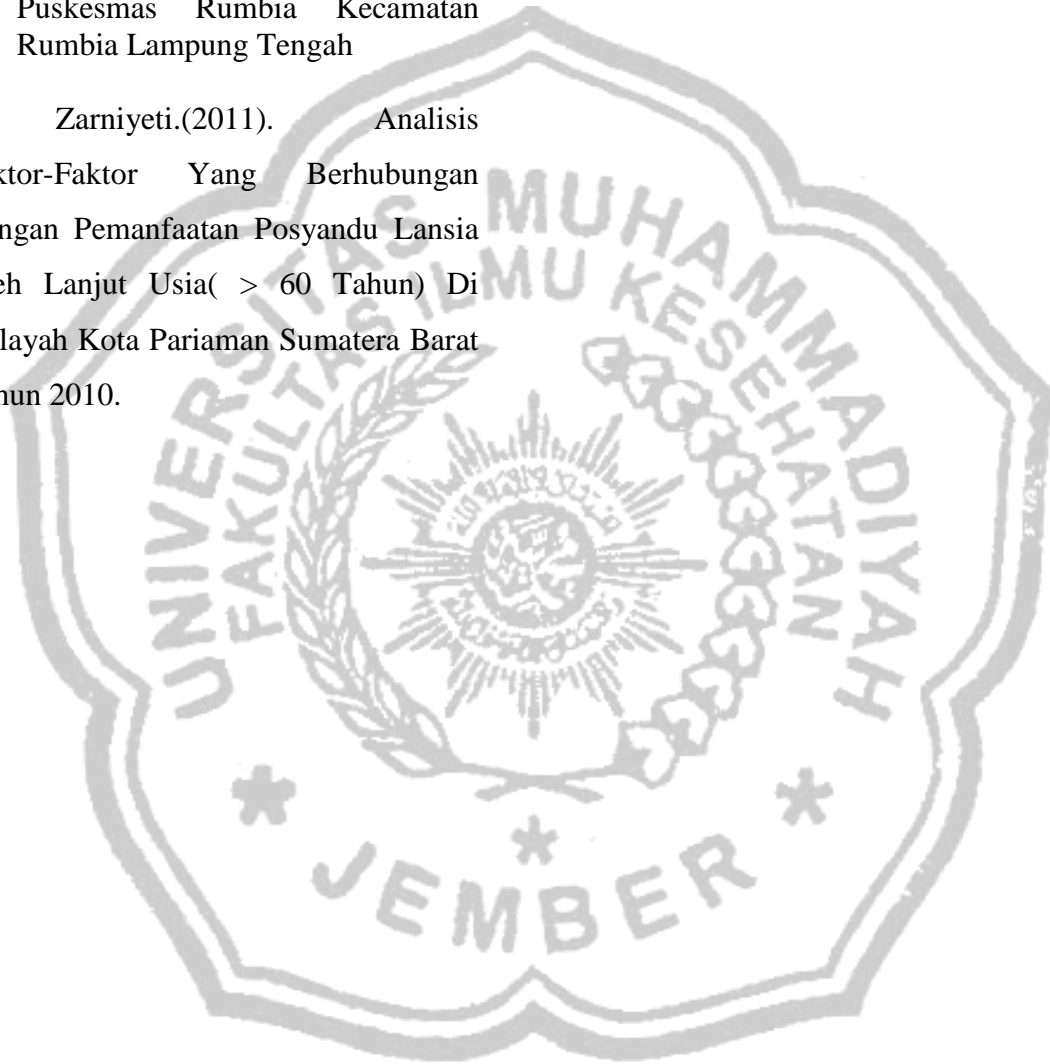 Puskesmas Rumbia Kecamatan
Rumbia Lampung Tengah
Zarniyeti.(2011). Analisis
ktor-Faktor Yang Berhubungan
ngan Pemanfaatan Posyandu Lansia
eh Lanjut Usia( > 60 Tahun) Di
layah Kota Pariaman Sumatera Barat
hun 2010.
UNIVERSITAS MUHAMMADIYAH
FAKULTAS ILMU KESEHATAN
JEMBER